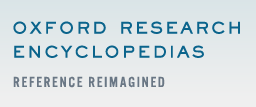 OXFORD RESEARCH
ENCYCLOPEDIAS
REFERENCE REIMAGINED